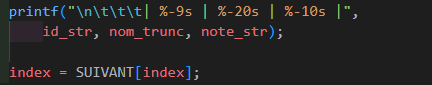 printf("\n\t\t\t| %-9s | %-20s | %-10s |",
id_str, nom_trunc, note_str);
index = SUIVANT[index];